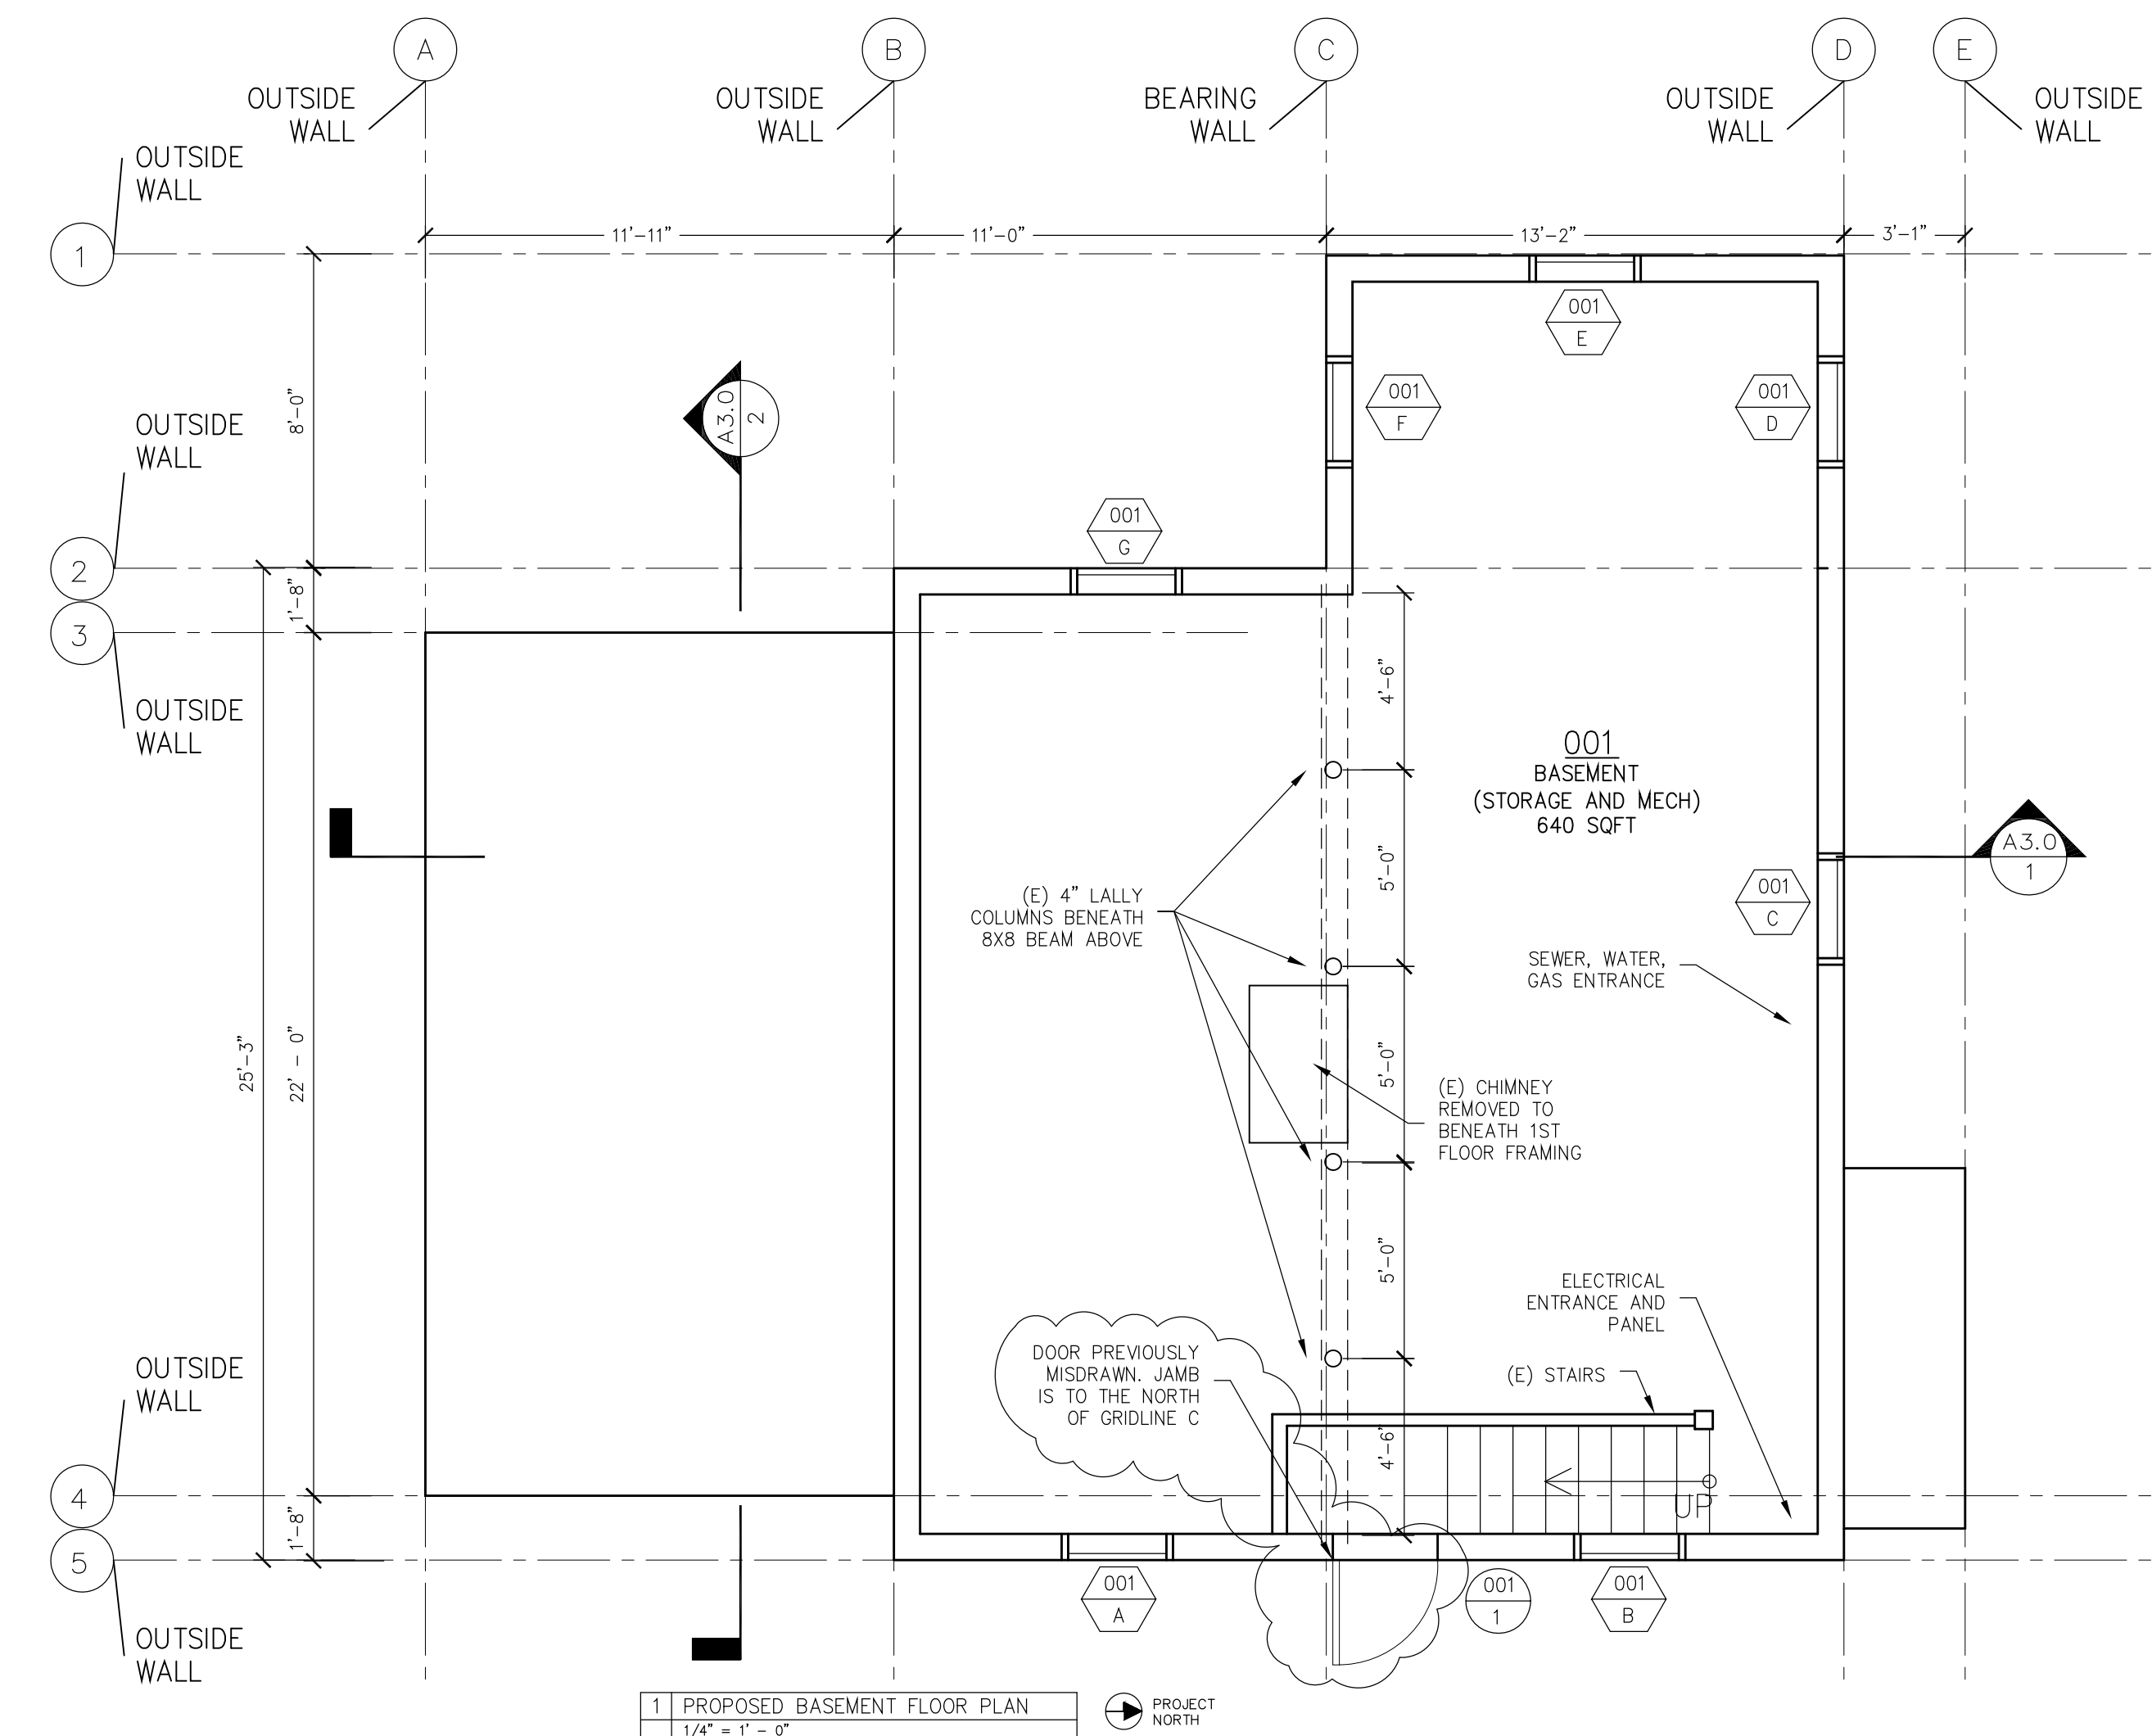 A
B
C
D
E
OUTSIDE
WALL
OUTSIDE
WALL
BEARING
WALL
OUTSIDE
WALL
OUTSIDE
WALL
OUTSIDE
WALL
1
11'-11"
11'-0"
13'-2"
3'-1"
001
E
001
F
001
D
8'-0"
A3.0
2
OUTSIDE
WALL
001
G
2
1'-8"
3
OUTSIDE
WALL
4'-6"
001
BASEMENT
(STORAGE AND MECH)
640 SQFT
A3.0
1
5'-0"
001
C
(E) 4" LALLY
COLUMNS BENEATH
8X8 BEAM ABOVE
SEWER, WATER,
GAS ENTRANCE
25'-3"
22' - 0"
5'-0"
(E) CHIMNEY
REMOVED TO
BENEATH 1ST
FLOOR FRAMING
5'-0"
ELECTRICAL
ENTRANCE AND
PANEL
DOOR PREVIOUSLY
MISDRAWN. JAMB
IS TO THE NORTH
OF GRIDLINE C
(E) STAIRS
OUTSIDE
WALL
4'-6"
UP
4
1'-8"
5
001
A
001
1
001
B
OUTSIDE
WALL
1 PROPOSED BASEMENT FLOOR PLAN
1/4" = 1' - 0"
PROJECT
NORTH